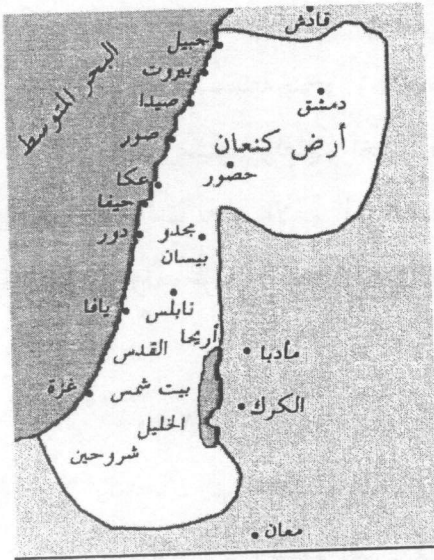 قادش
جبيل
بيروت
البحر المتوسط
صيدا
دمشق
صور
أرض كنعان
حضور
عكا
حيفا
مجدو
دور
بيسان
يافا
نابلس
أريحا
القدس
مأدبا
غزة
بيت شمس
الكرك
الخليل
شروحين
معان